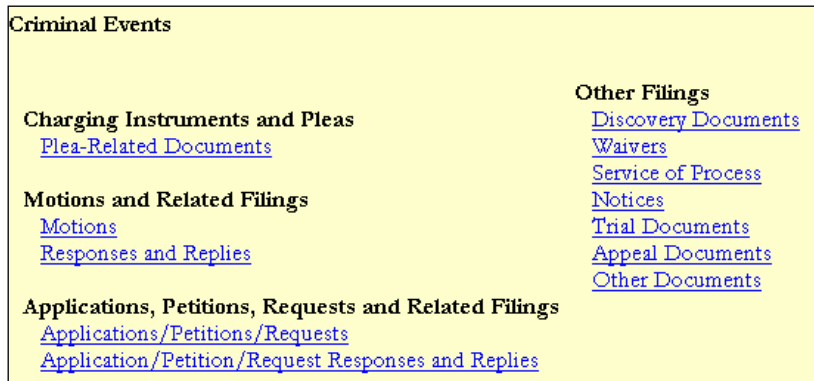 Criminal Events
Charging Instruments and Pleas
Plea-Related Documents
Motions and Related Filings
Motions
Responses and Replies
Applications, Petitions, Requests and Related Filings
Applications/Petitions/Requests
Application/Petition/Request Responses and Replies
Other Filings
Discovery Documents
Waivers
Service of Process
Notices
Trial Documents
Appeal Documents
Other Documents